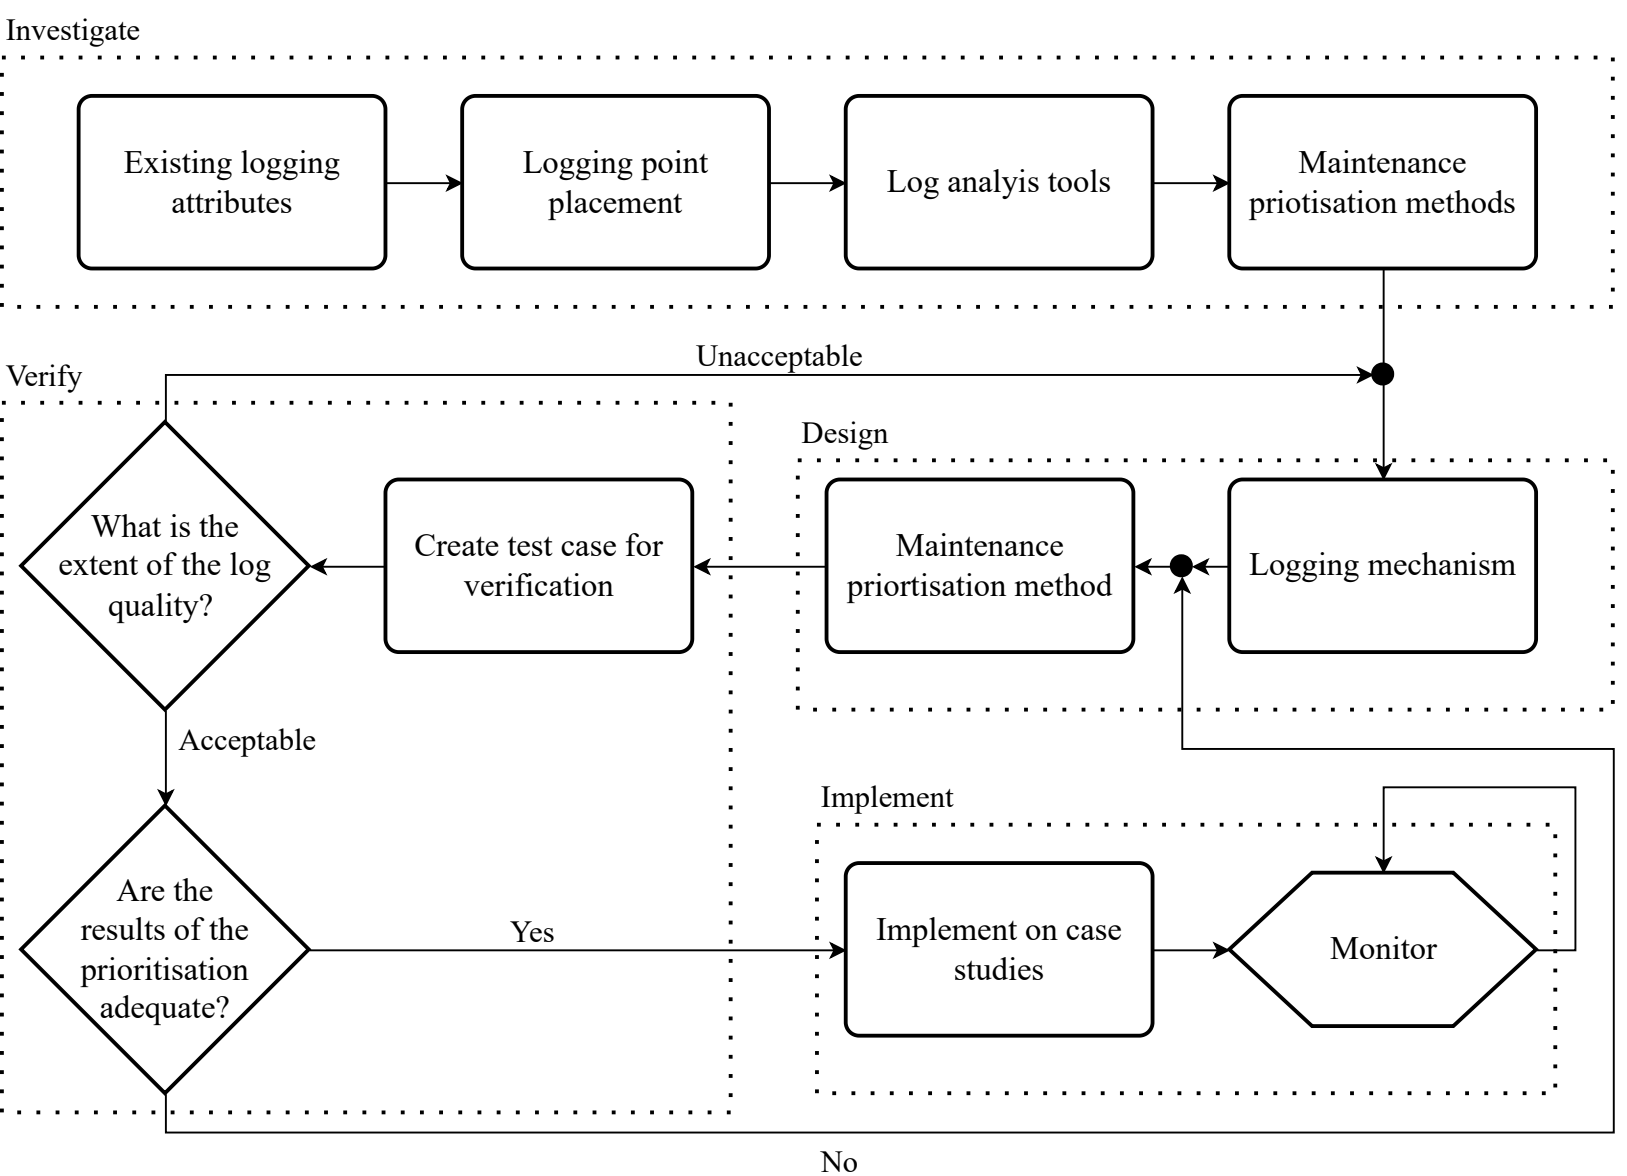 Investigate
Existing logging
attributes
Logging point
placement
Log analyis tools
Maintenance
priotisation methods
Unacceptable
Verify
Design
What is the
extent of the log
quality?
Create test case for
verification
Maintenance
priortisation method
Logging mechanism
Acceptable
Implement
Are the
results of the
prioritisation
adequate?
Yes
Implement on case
studies
Monitor
No